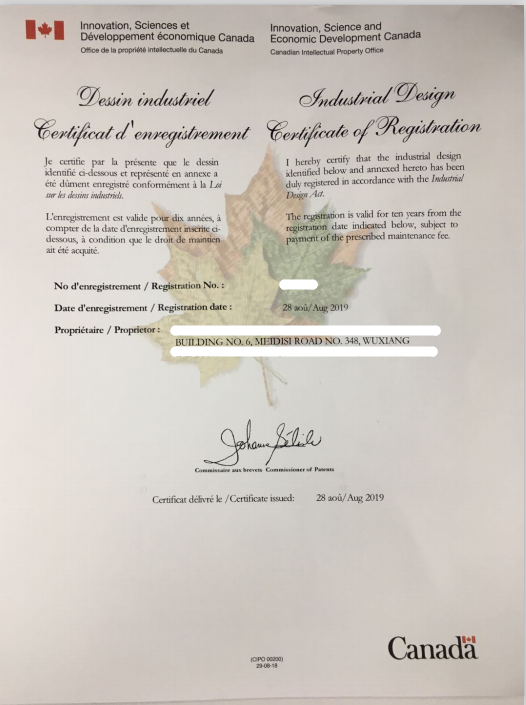 Innovation, Sciences et
Développement économique Canada
Office de la propriété intellectuelle du Canada
Innovation, Science and
Economic Development Canada
Canadian Intellectual Property Office
Dessin industriel
Certificat d'enregistrement
Industrial Design
Certificate of Registration
Je certifie par la présente que le dessin
identifié ci-dessous et représenté en annexe a
été dûment enregistré conformément à la Loi
sur les dessins industriels.
L'enregistrement est valide pour dix années, à
compter de la date d'enregistrement inscrite ci-
dessous, à condition que le droit de maintien
ait été acquité.
I hereby certify that the industrial design
identified below and annexed hereto has been
duly registered in accordance with the Industrial
Design Act.
The registration is valid for ten years from the
registration date indicated below, subject to
payment of the prescribed maintenance fee.
No d'enregistrement / Registration No. :
Date d'enregistrement / Registration date : 28 aoû/Aug 2019
Propriétaire / Proprietor :
BUILDING NO. 6, MEIDISI ROAD NO. 348, WUXIANG
Commissaire aux brevets Commissioner of Patents
Certificat délivré le /Certificate issued: 28 aoû/Aug 2019
Canada
(CIPO 00200)
29-08-18